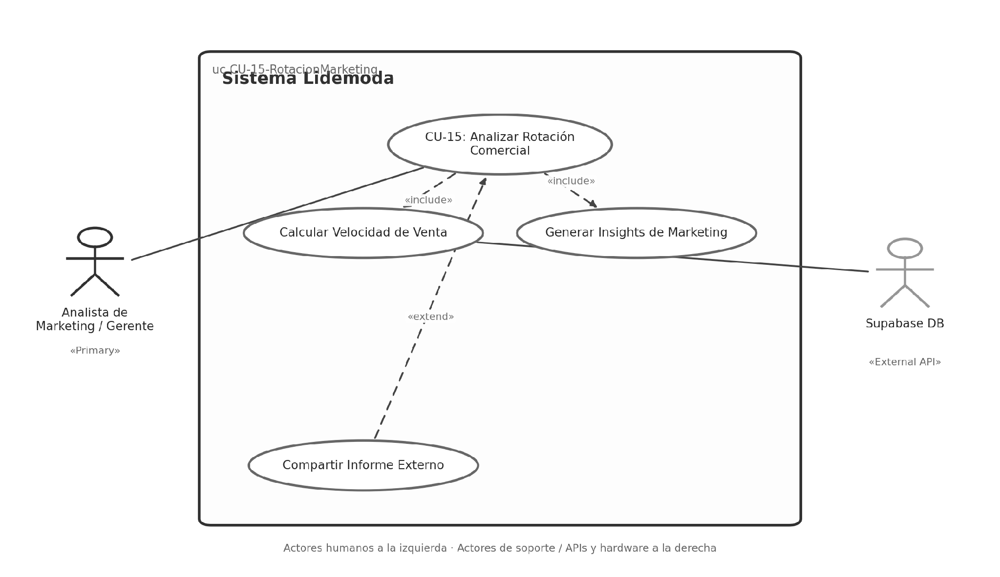 uc CU-15-RotacionMarketing
Sistema Lidemoda
CU-15: Analizar Rotación
Comercial
«include»
«include»
Calcular Velocidad de Venta
Generar Insights de Marketing
«extend»
Analista de
Marketing / Gerente
«Primary»
Supabase DB
«External API»
Compartir Informe Externo
Actores humanos a la izquierda · Actores de soporte / APIs y hardware a la derecha